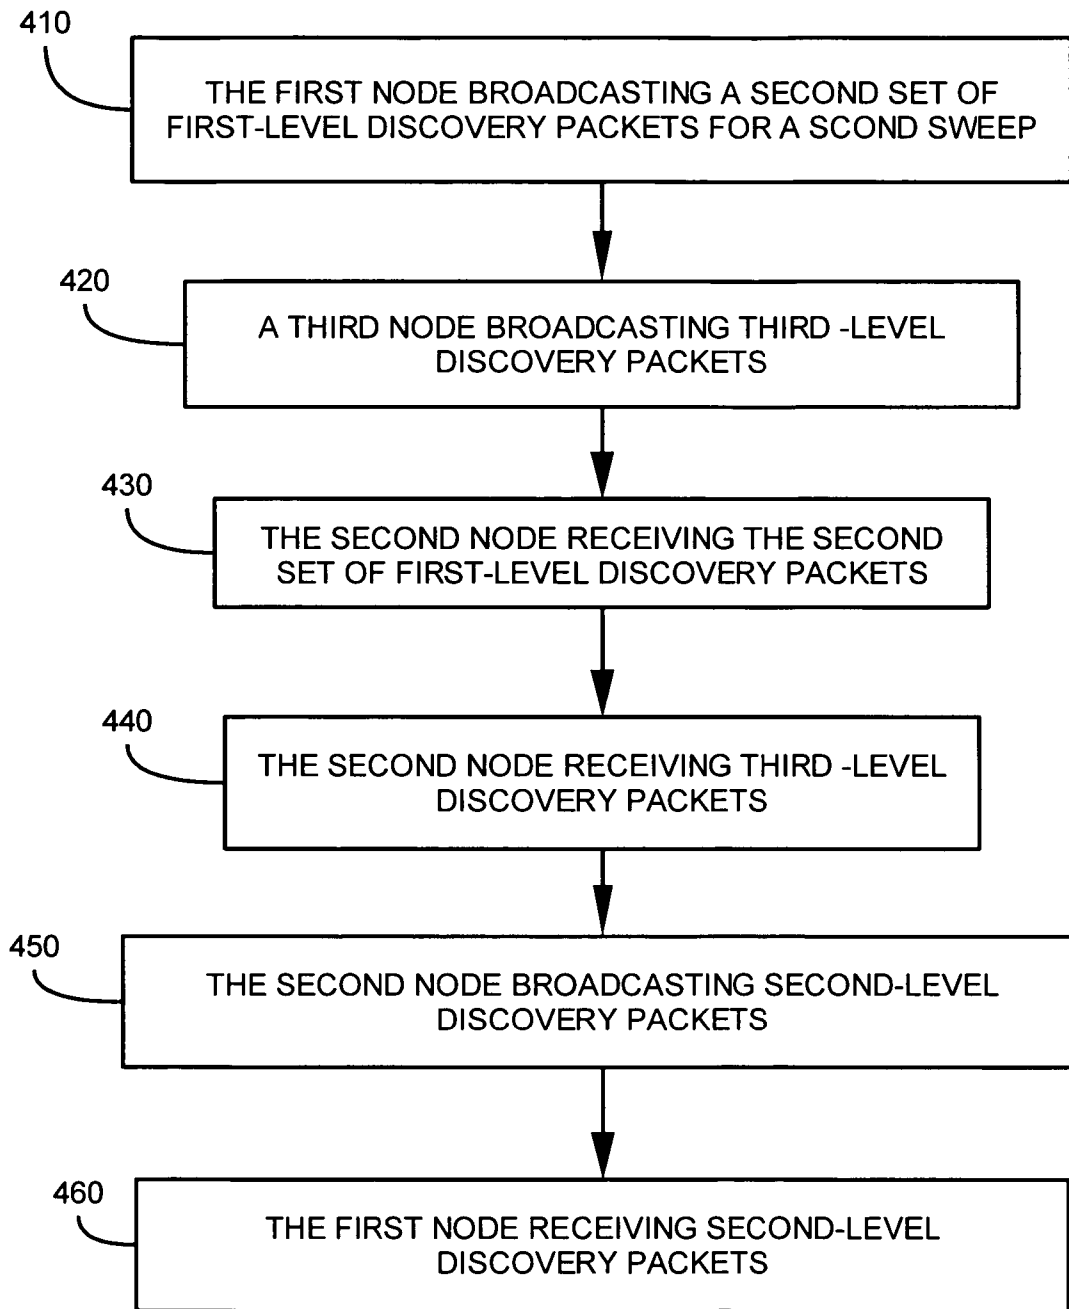 410
THE FIRST NODE BROADCASTING A SECOND SET OF
FIRST-LEVEL DISCOVERY PACKETS FOR A SCOND SWEEP
420
A THIRD NODE BROADCASTING THIRD -LEVEL
DISCOVERY PACKETS
430
THE SECOND NODE RECEIVING THE SECOND
SET OF FIRST-LEVEL DISCOVERY PACKETS
440
THE SECOND NODE RECEIVING THIRD -LEVEL
DISCOVERY PACKETS
450
THE SECOND NODE BROADCASTING SECOND-LEVEL
DISCOVERY PACKETS
460
THE FIRST NODE RECEIVING SECOND-LEVEL
DISCOVERY PACKETS